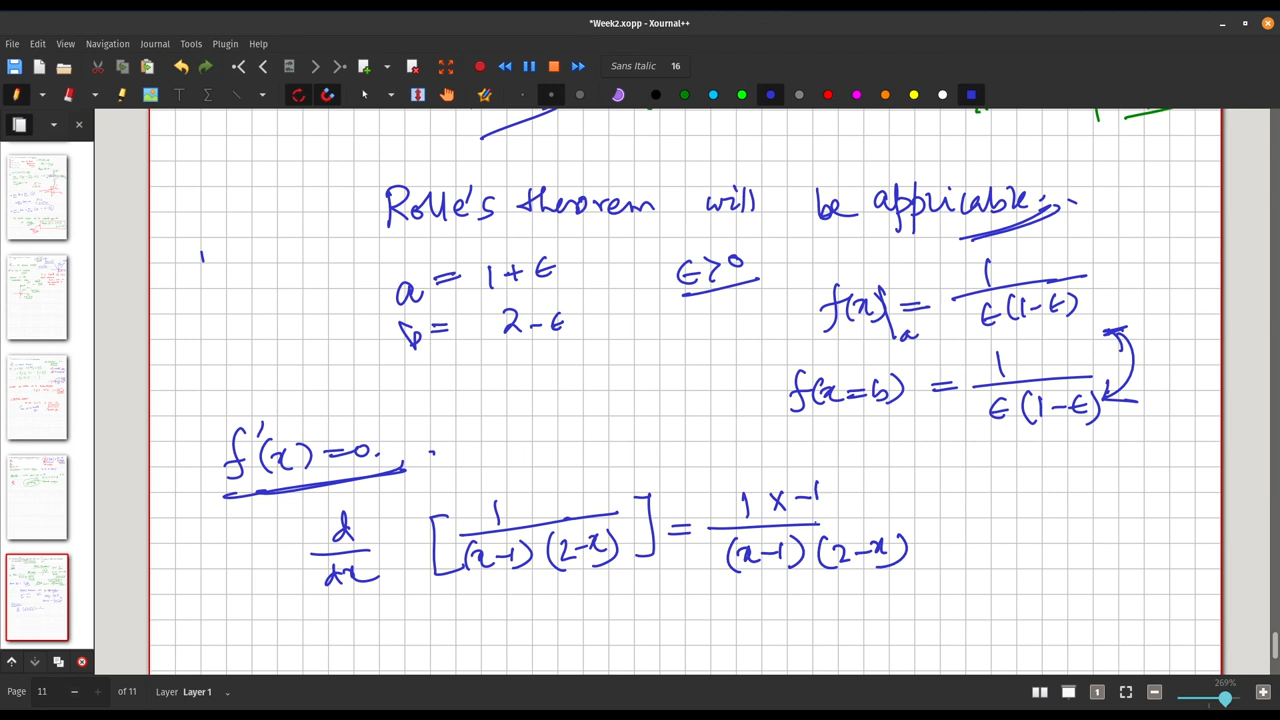 *Week2.xopp - Xournal++
File Edit View Navigation Journal Tools Plugin Help
Sans Italic 16
Rolle's theorem will be applicable.
a = 1 + ε
ε > 0
f(x)|a = 1/(ε(1-ε))
b = 2 - ε
f(x=b) = 1/(ε(1-ε))
f'(x) = 0.
d/dx [1/((x-1)(2-x))] = 1 x -1/((x-1)(2-x))
Page 11 of 11 Layer Layer 1
1
269%